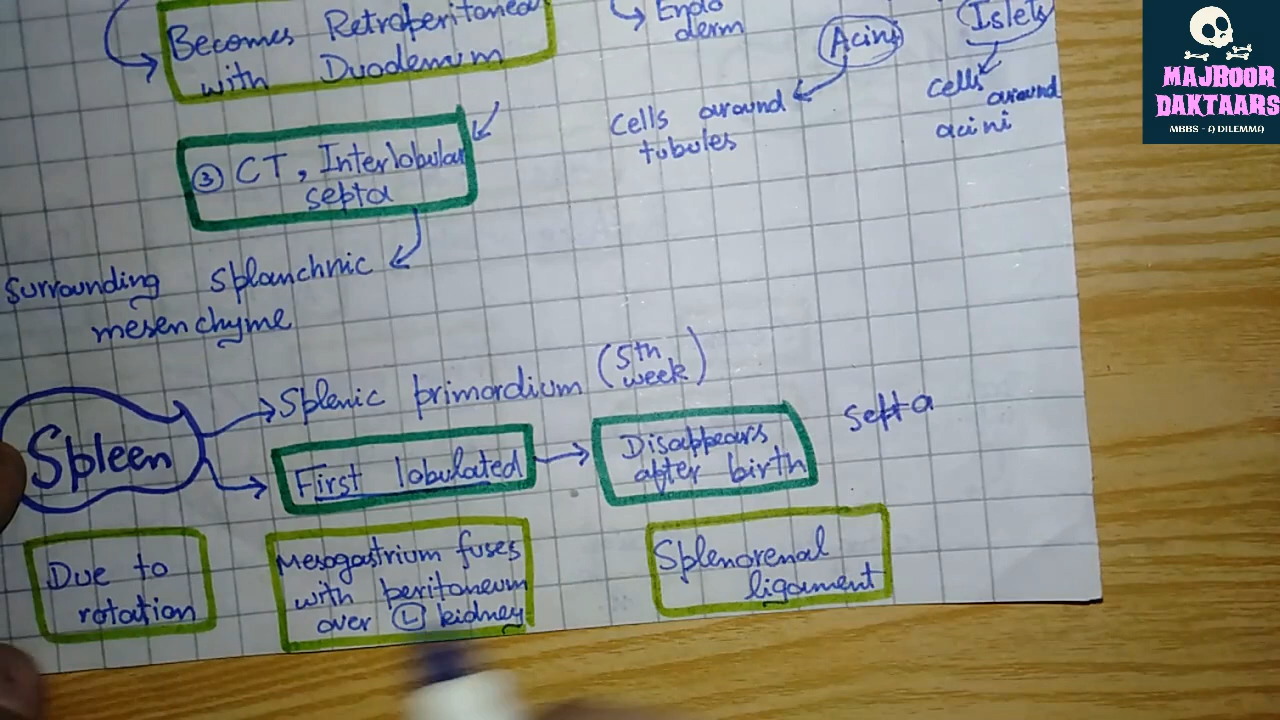 Becomes Retroperitoneal
with Duodenum
Endo
derm
Acini
Islets
Cells around
tubules
Cells around
acini
③ CT, Interlobular
septa
Surrounding splanchnic
mesenchyme
Spleen
Splenic primordium (5th
week)
First lobulated
Disappears
after birth
septa
Due to
rotation
Mesogastrium fuses
with peritoneum
over Ⓛ kidney
Splenorenal
ligament
MAJBOOR
DAKTAARS
MBBS - A DILEMMA